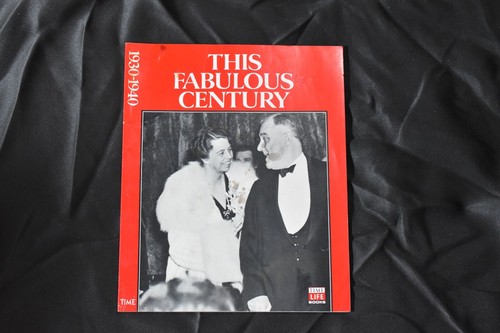 THIS
FABULOUS
CENTURY
1930-1940
TIME
TIME
LIFE
BOOKS